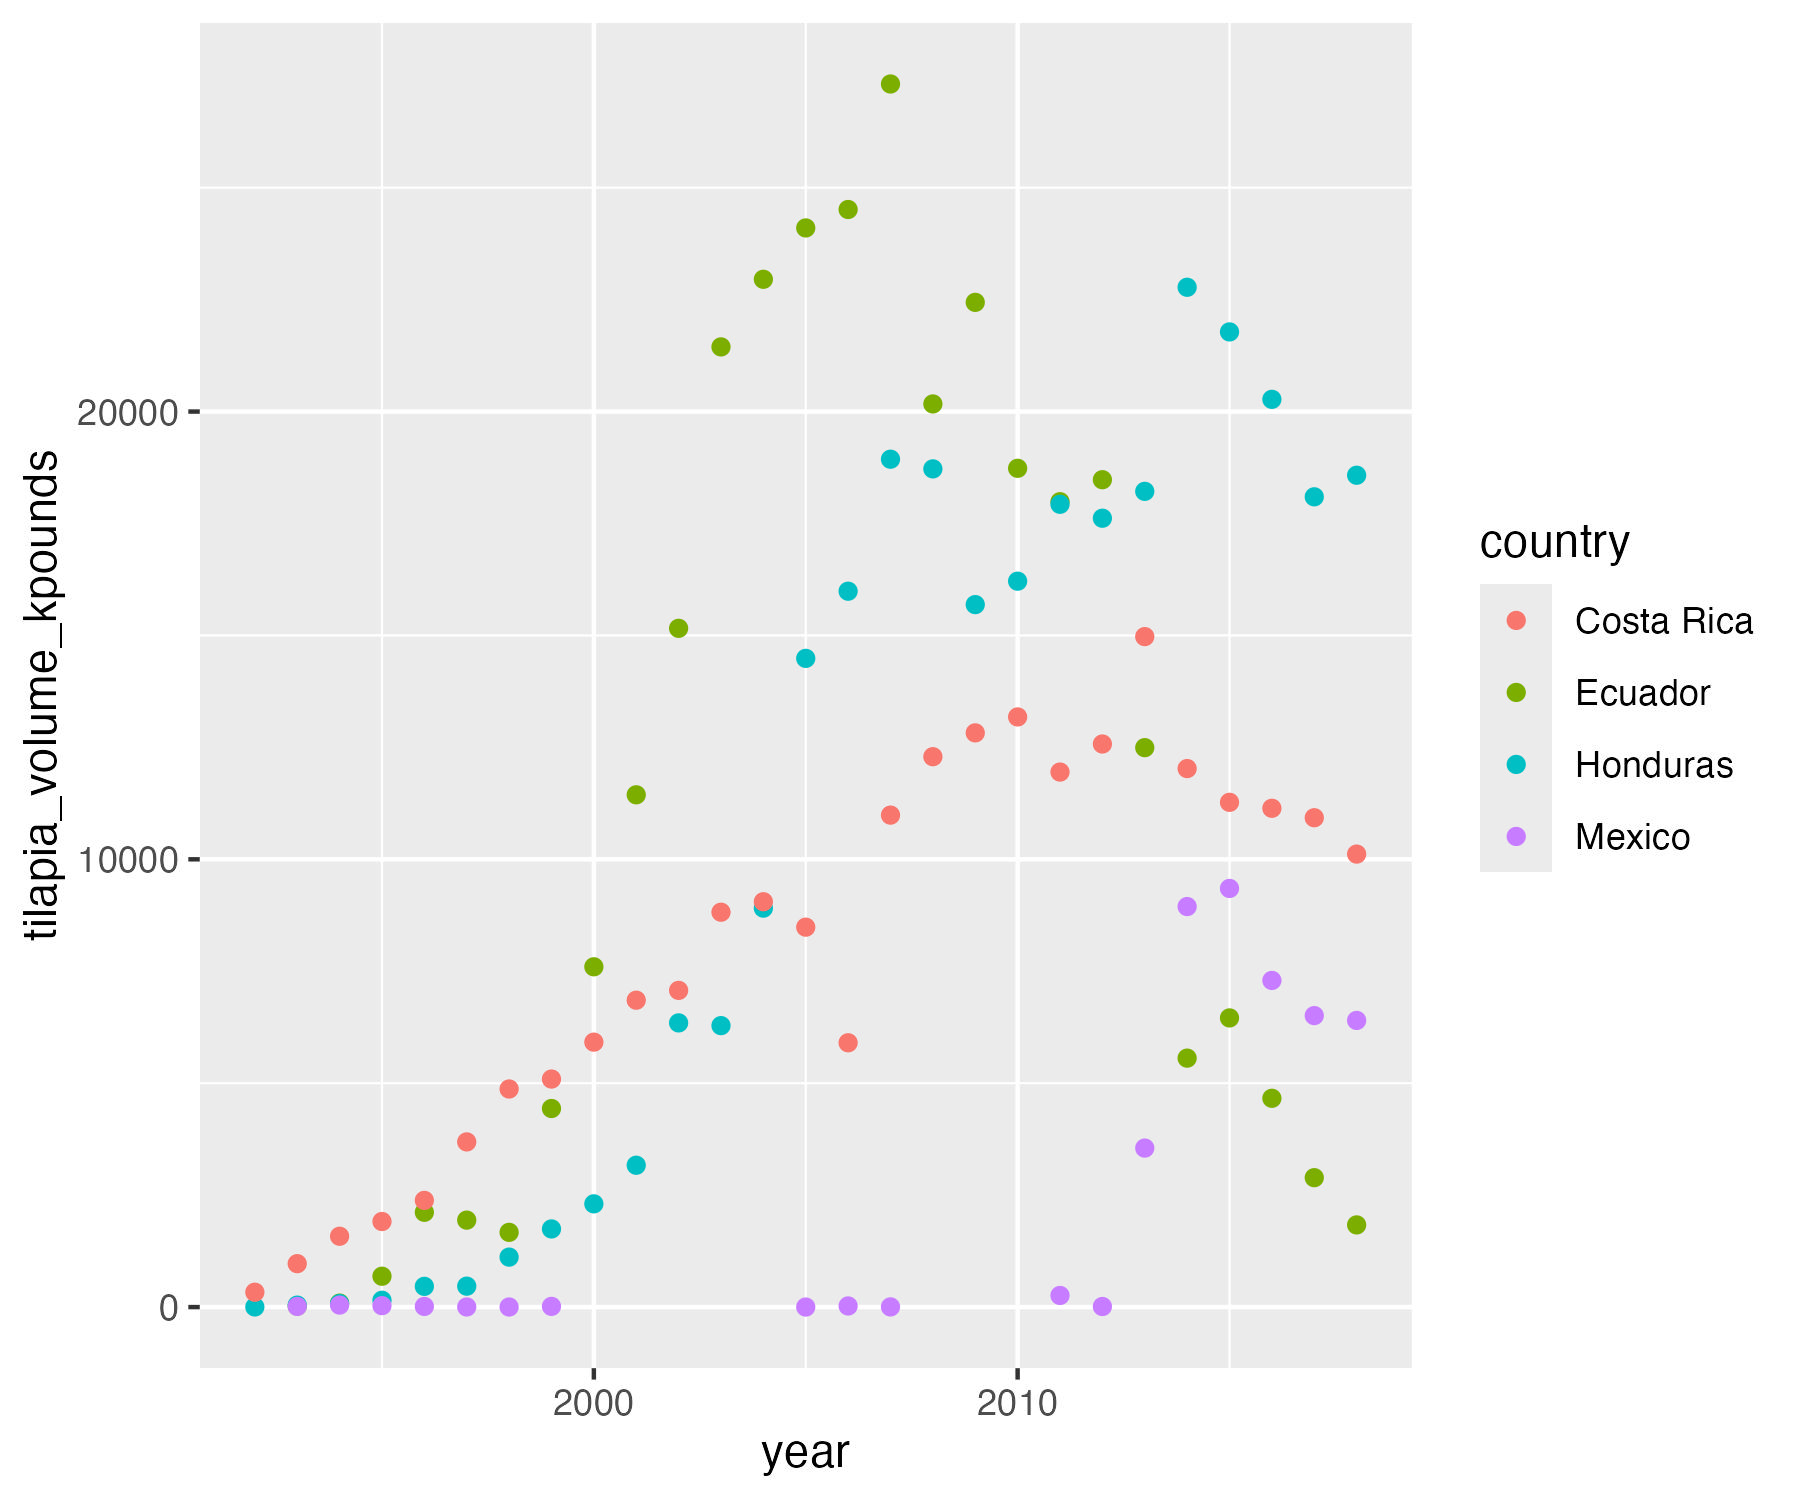 tilapia_volume_kpounds
20000
10000
0
2000
2010
year
country
Costa Rica
Ecuador
Honduras
Mexico